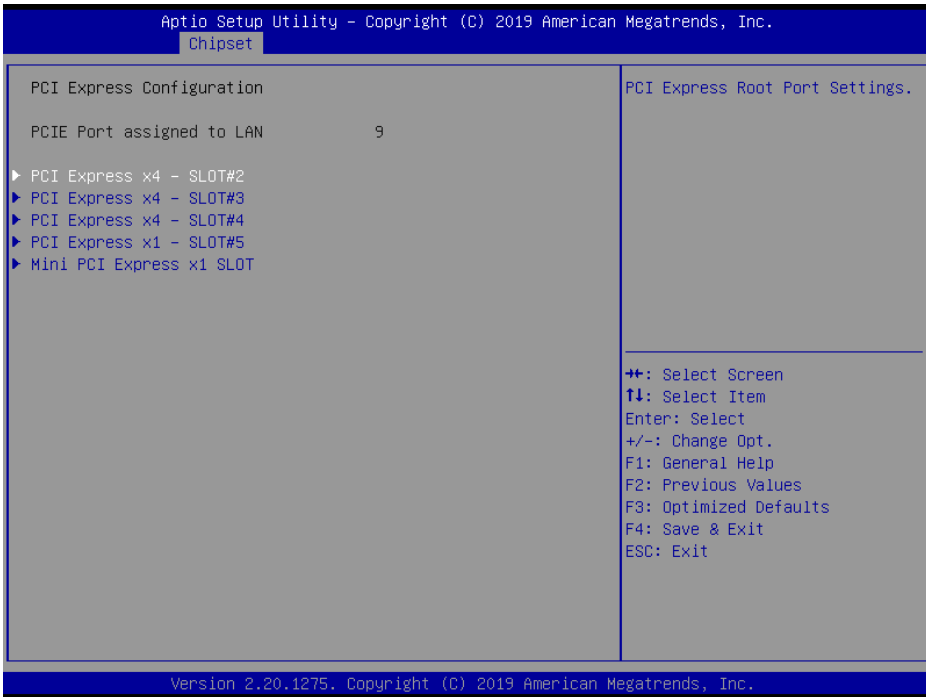 Aptio Setup Utility – Copyright (C) 2019 American Megatrends, Inc.
Chipset
PCI Express Configuration
PCIE Port assigned to LAN 9
▶ PCI Express x4 – SLOT#2
▶ PCI Express x4 – SLOT#3
▶ PCI Express x4 – SLOT#4
▶ PCI Express x1 – SLOT#5
▶ Mini PCI Express x1 SLOT
PCI Express Root Port Settings.
→←: Select Screen
↑↓: Select Item
Enter: Select
+/-: Change Opt.
F1: General Help
F2: Previous Values
F3: Optimized Defaults
F4: Save & Exit
ESC: Exit
Version 2.20.1275. Copyright (C) 2019 American Megatrends, Inc.